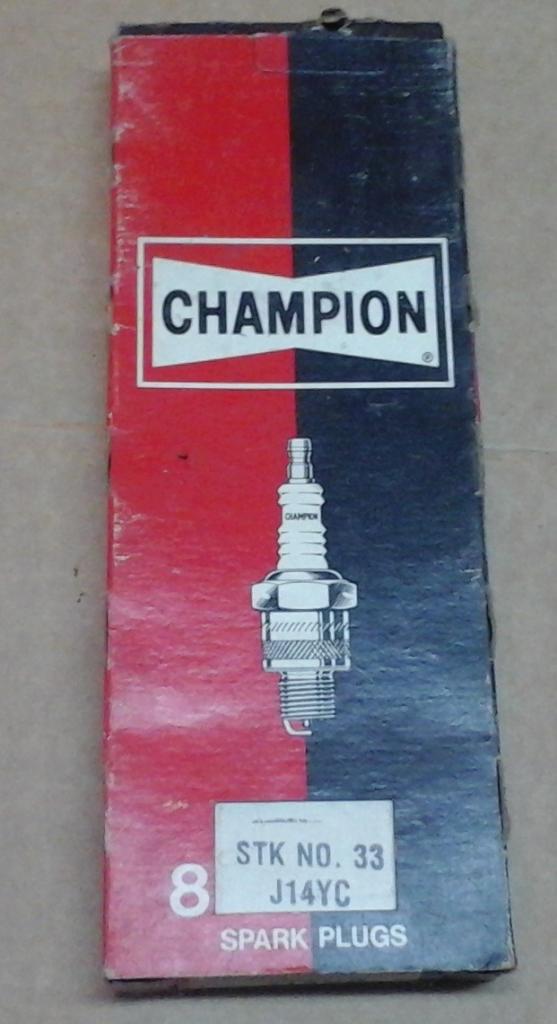 CHAMPION
®
CHAMPION
STK NO. 33
J14YC
8
SPARK PLUGS